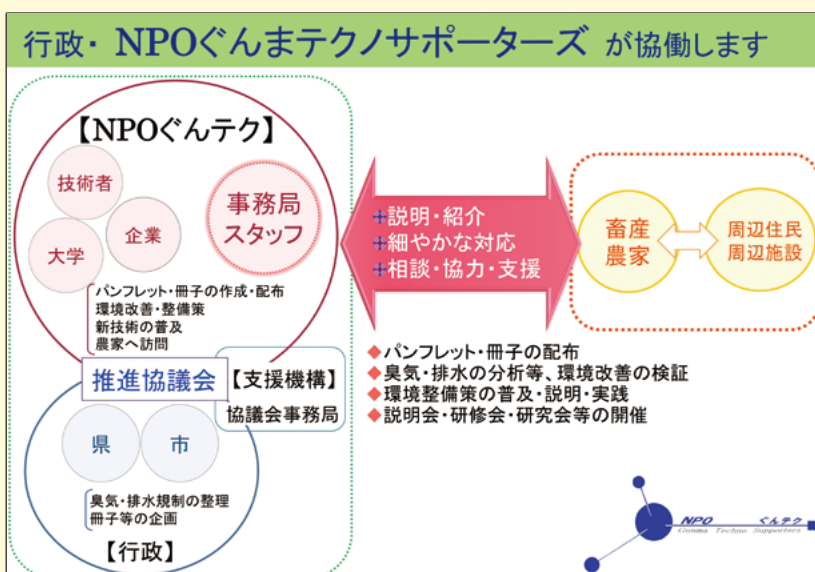 行政・ NPOぐんまテクノサポーターズ が協働します
【NPOぐんテク】
技術者
大学
企業
事務局
スタッフ
パンフレット・冊子の作成・配布
環境改善・整備策
新技術の普及
農家へ訪問
推進協議会
【支援機構】
協議会事務局
県
市
臭気・排水規制の整理
冊子等の企画
【行政】
説明・紹介
細やかな対応
相談・協力・支援
畜産
農家
周辺住民
周辺施設
パンフレット・冊子の配布
臭気・排水の分析等、環境改善の検証
環境整備策の普及・説明・実践
説明会・研修会・研究会等の開催
NPO ぐんテク
Gunma Techno Supporters